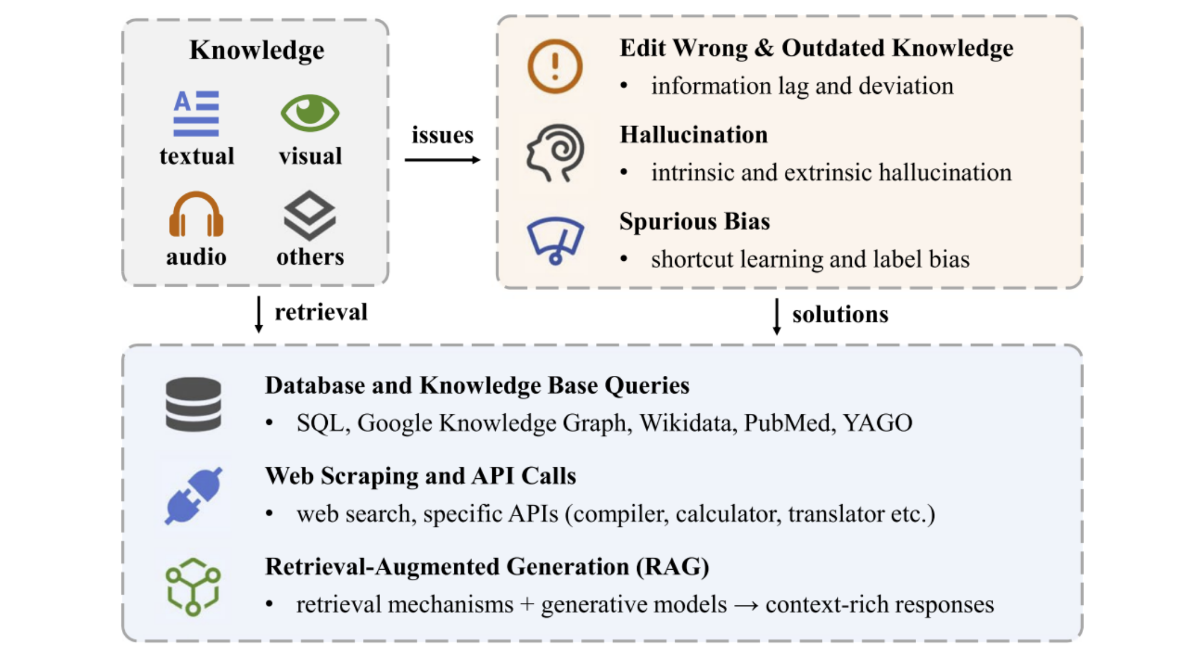 Knowledge
textual
visual
audio
others
issues
Edit Wrong & Outdated Knowledge
• information lag and deviation
Hallucination
• intrinsic and extrinsic hallucination
Spurious Bias
• shortcut learning and label bias
retrieval
solutions
Database and Knowledge Base Queries
• SQL, Google Knowledge Graph, Wikidata, PubMed, YAGO
Web Scraping and API Calls
• web search, specific APIs (compiler, calculator, translator etc.)
Retrieval-Augmented Generation (RAG)
• retrieval mechanisms + generative models → context-rich responses